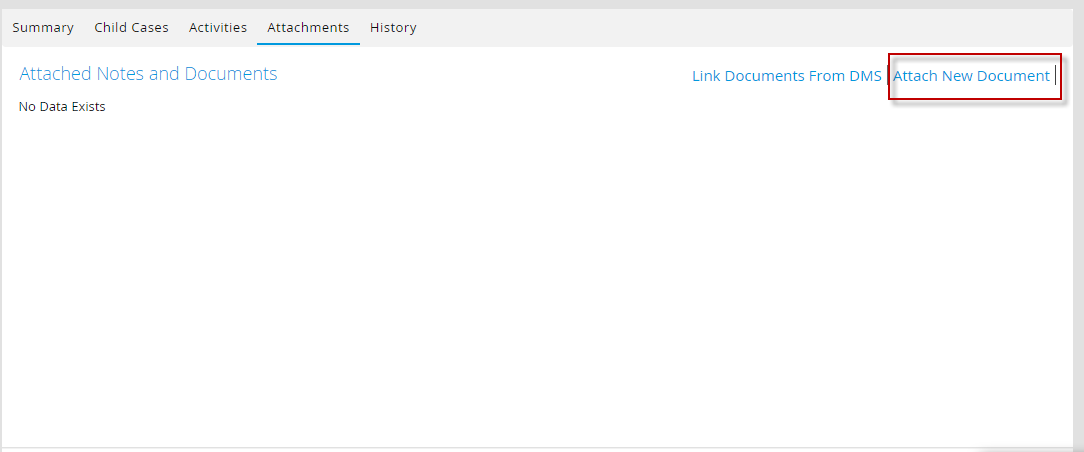 Summary Child Cases Activities Attachments History
Attached Notes and Documents Link Documents From DMS | Attach New Document |
No Data Exists